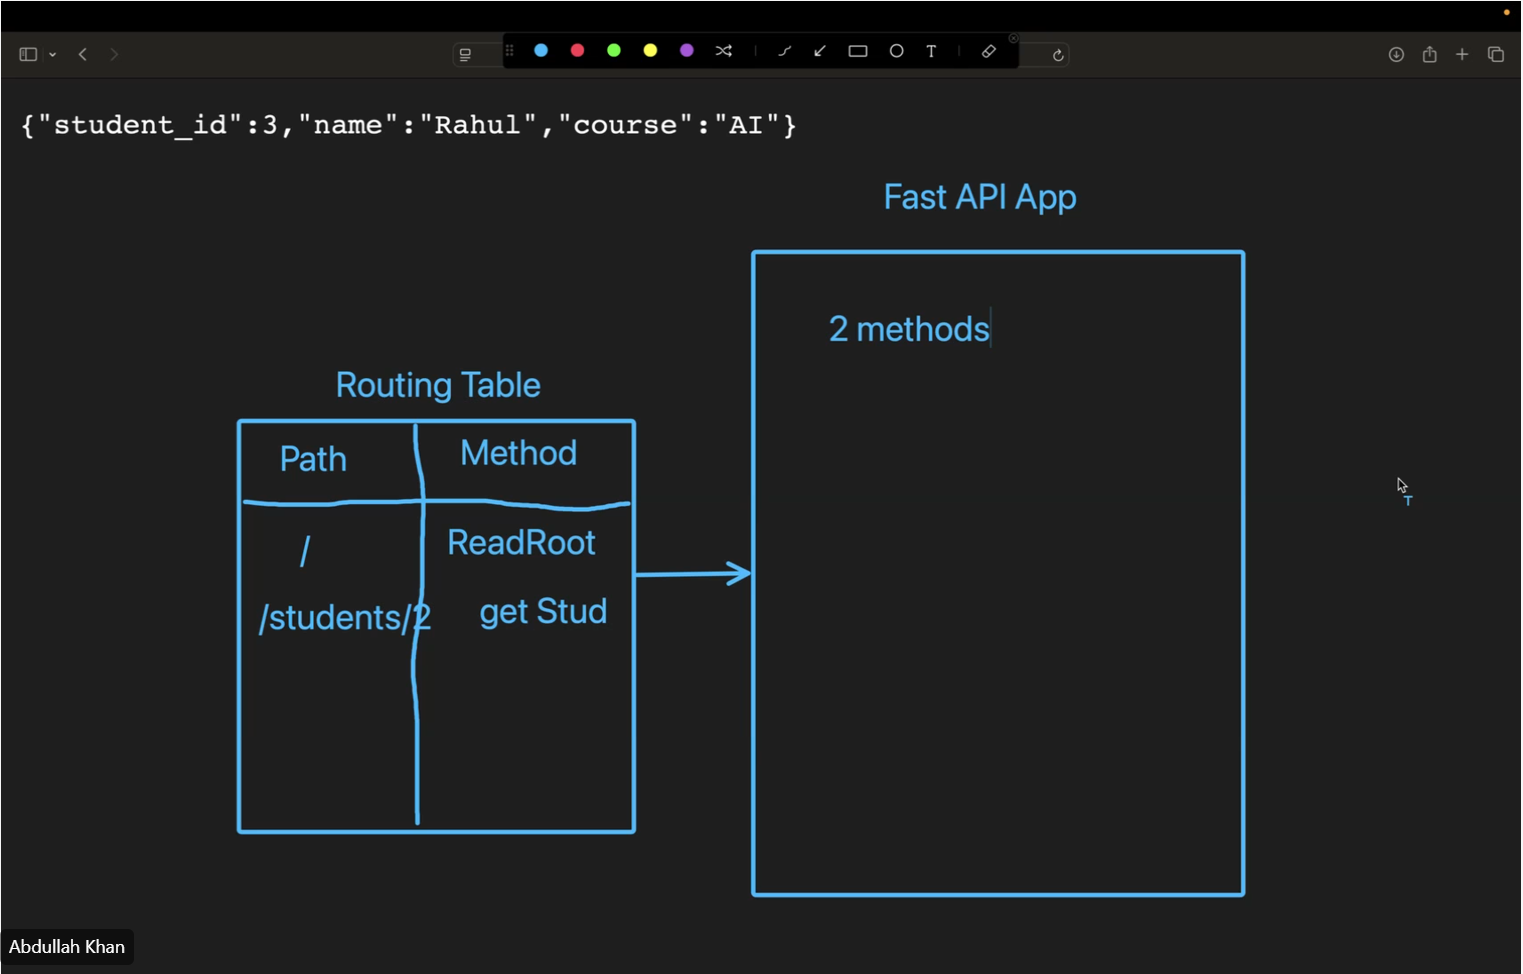 {"student_id":3,"name":"Rahul","course":"AI"}
Fast API App
2 methods
Routing Table
Path Method
/ ReadRoot
/students/2 get Stud
Abdullah Khan